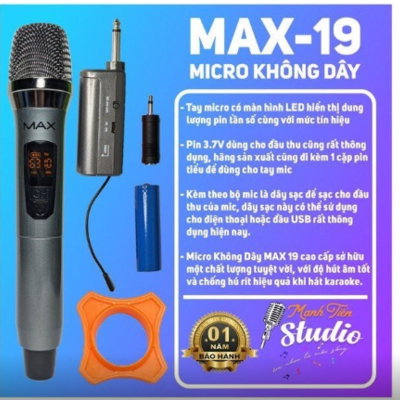 MAX-19
MICRO KHÔNG DÂY
- Tay micro có màn hình LED hiển thị dung
lượng pin tần số cùng với mức tín hiệu
- Pin 3.7V dùng cho đầu thu cũng rất thông
dụng, hãng sản xuất cũng đi kèm 1 cặp pin
tiểu để dùng cho tay mic
- Kèm theo bộ mic là dây sạc để sạc cho đầu
thu của mic, dây sạc này có thể sử dụng
cho điện thoại hoặc đầu USB rất thông
dụng hiện nay.
- Micro Không Dây MAX 19 cao cấp sở hữu
một chất lượng tuyệt vời, với độ hút âm tốt
và chống hú rít hiệu quả khi hát karaoke.
MAX
01
NĂM
BẢO HÀNH
Mạnh Tiến
Studio